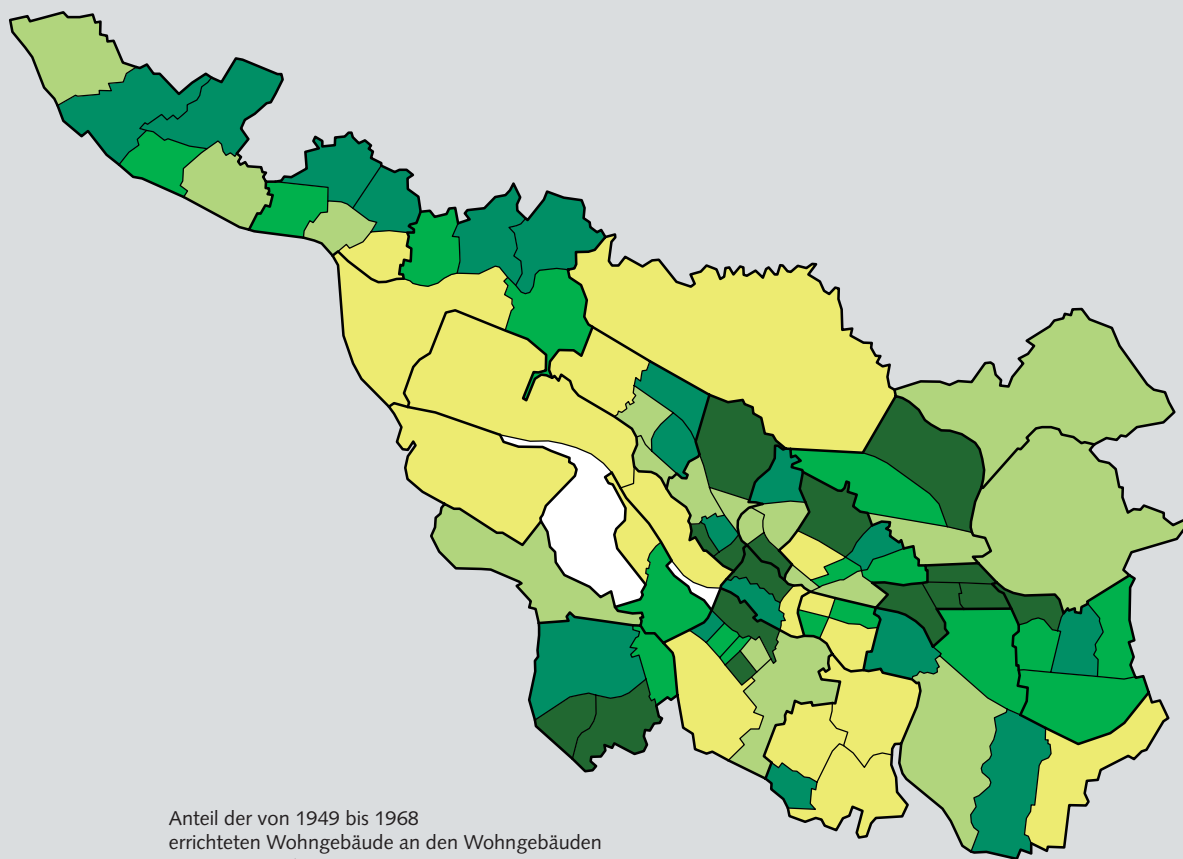 Anteil der von 1949 bis 1968
errichteten Wohngebäude an den Wohngebäuden